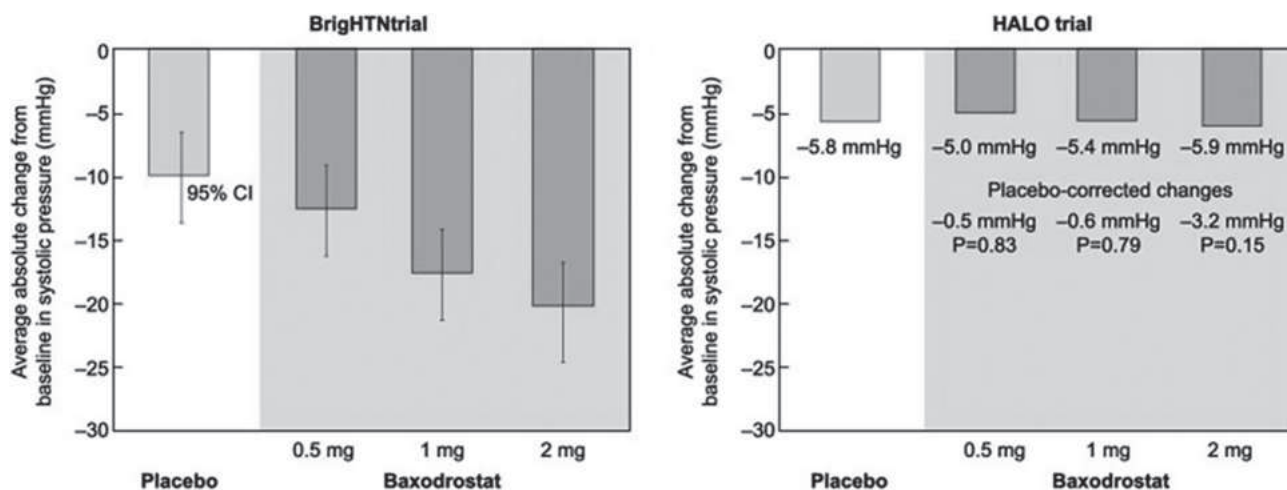 BrigHTNtrial
Average absolute change from
baseline in systolic pressure (mmHg)
0
–5
–10
–15
–20
–25
–30
95% CI
0.5 mg 1 mg 2 mg
Placebo Baxodrostat
HALO trial
Average absolute change from
baseline in systolic pressure (mmHg)
0
–5
–10
–15
–20
–25
–30
–5.8 mmHg –5.0 mmHg –5.4 mmHg –5.9 mmHg
Placebo-corrected changes
–0.5 mmHg –0.6 mmHg –3.2 mmHg
P=0.83 P=0.79 P=0.15
0.5 mg 1 mg 2 mg
Placebo Baxodrostat